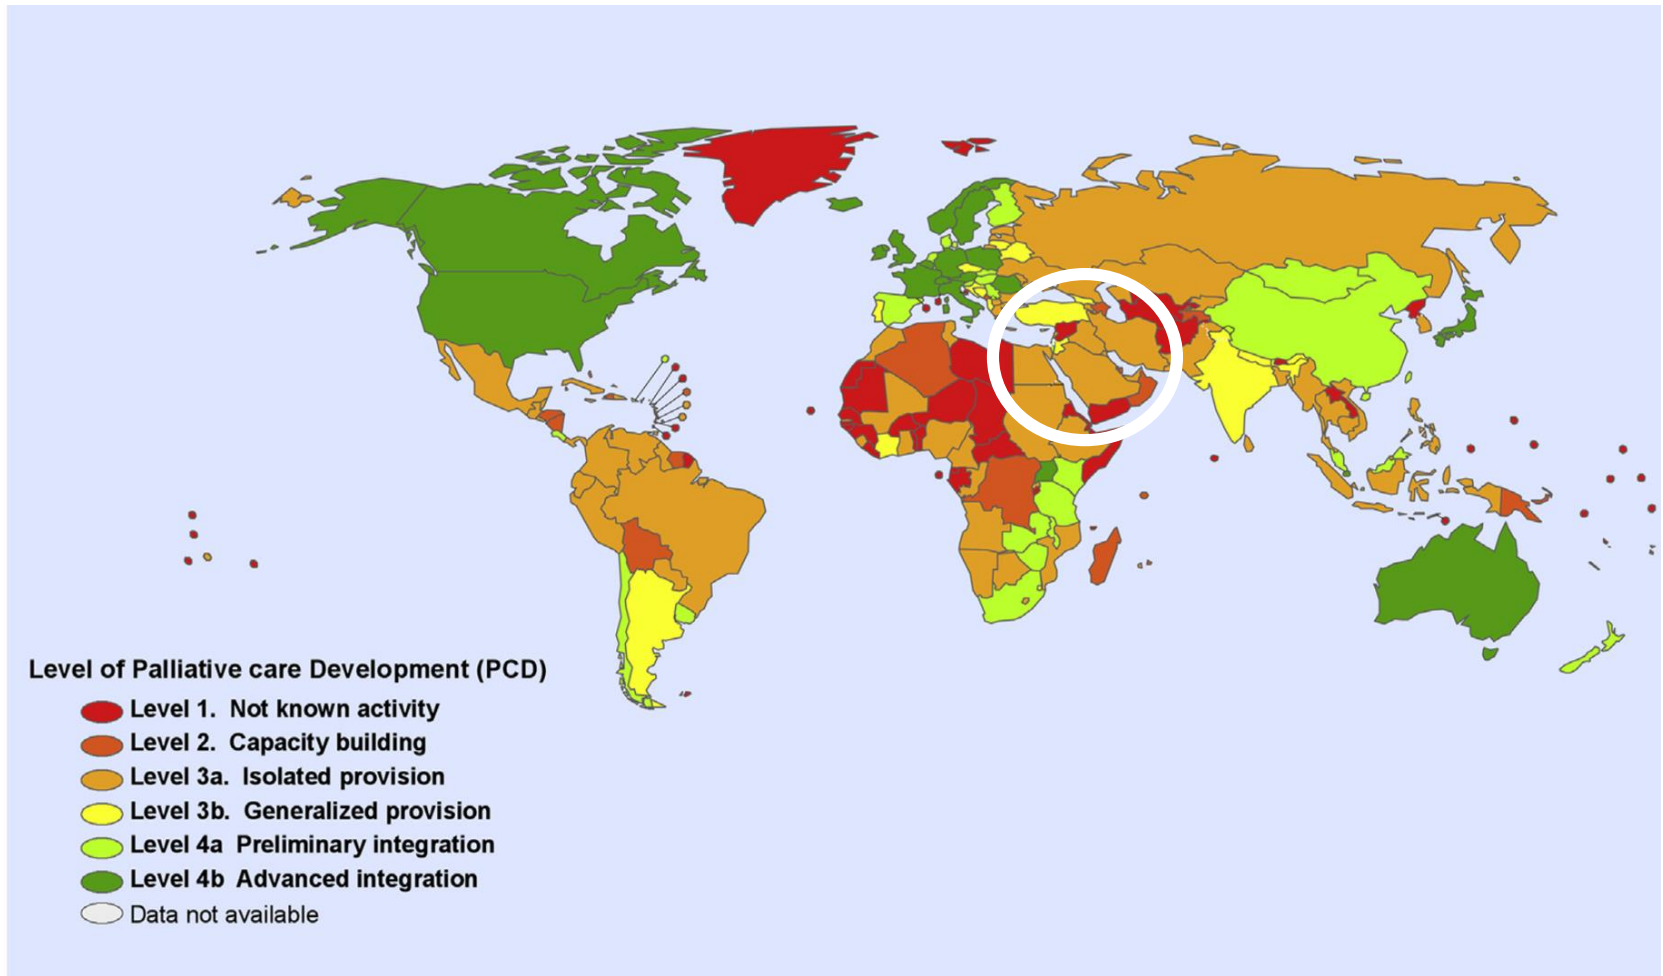 Level of Palliative care Development (PCD)
Level 1. Not known activity
Level 2. Capacity building
Level 3a. Isolated provision
Level 3b. Generalized provision
Level 4a Preliminary integration
Level 4b Advanced integration
Data not available